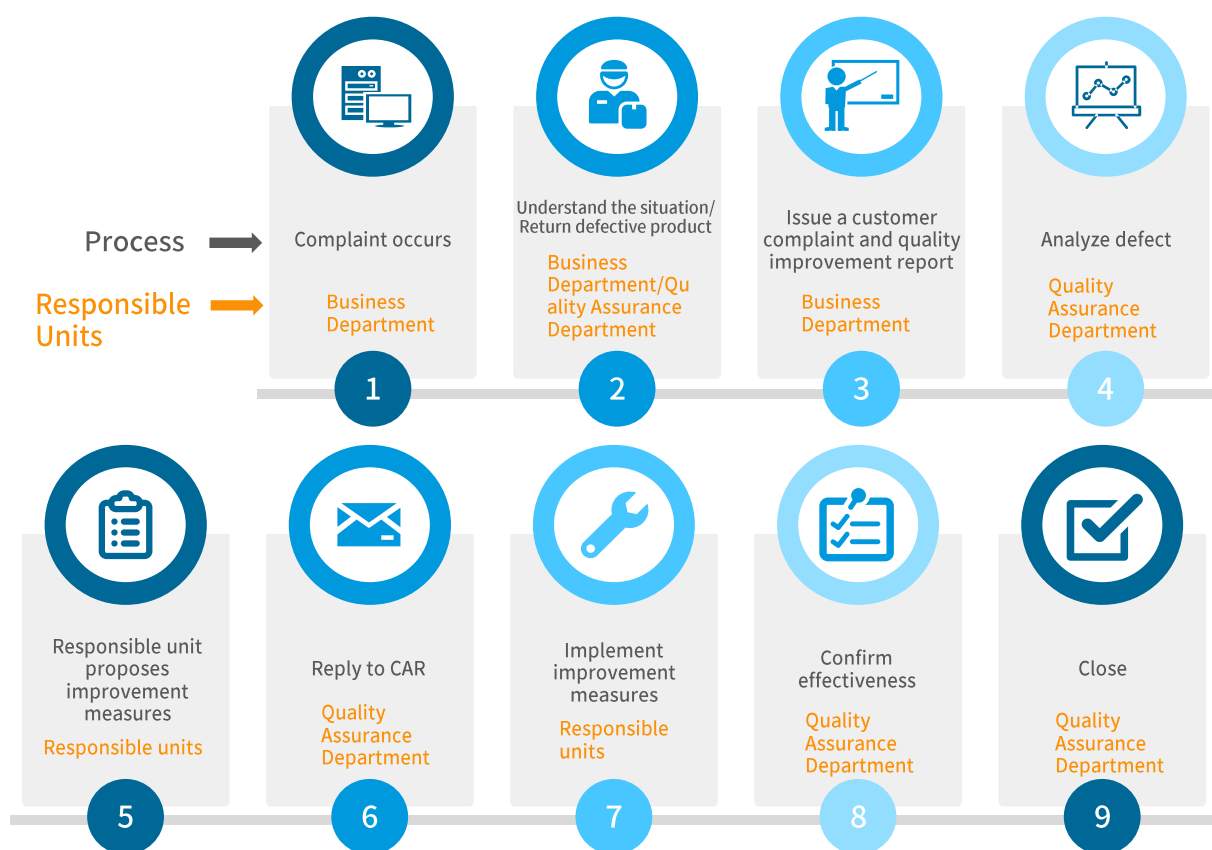 Process
Responsible
Units
Complaint occurs
Business
Department
1
Understand the situation/
Return defective product
Business
Department/Qu
ality Assurance
Department
2
Issue a customer
complaint and quality
improvement report
Business
Department
3
Analyze defect
Quality
Assurance
Department
4
Responsible unit
proposes
improvement
measures
Responsible units
5
Reply to CAR
Quality
Assurance
Department
6
Implement
improvement
measures
Responsible
units
7
Confirm
effectiveness
Quality
Assurance
Department
8
Close
Quality
Assurance
Department
9